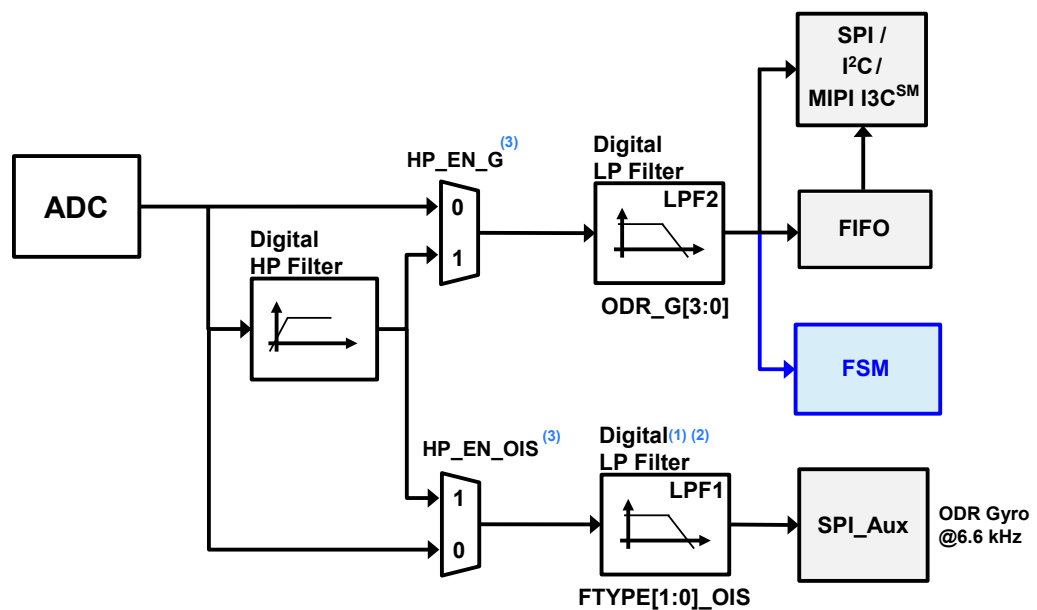 SPI /
I²C /
MIPI I3C^SM
ADC
HP_EN_G (3)
0
1
Digital
LP Filter
LPF2
ODR_G[3:0]
FIFO
Digital
HP Filter
FSM
HP_EN_OIS (3)
1
0
Digital (1) (2)
LP Filter
LPF1
FTYPE[1:0]_OIS
SPI_Aux
ODR Gyro
@6.6 kHz